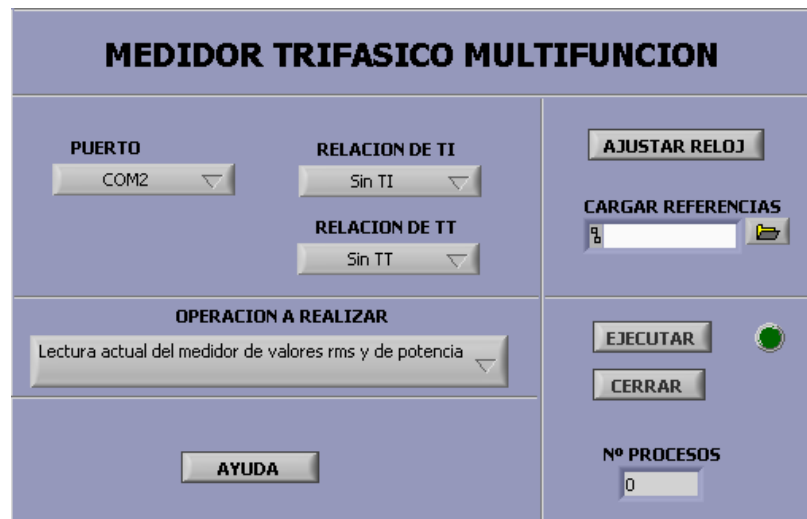 MEDIDOR TRIFASICO MULTIFUNCION
PUERTO
COM2
RELACION DE TI
Sin TI
RELACION DE TT
Sin TT
AJUSTAR RELOJ
CARGAR REFERENCIAS
OPERACION A REALIZAR
Lectura actual del medidor de valores rms y de potencia
EJECUTAR
CERRAR
AYUDA
Nº PROCESOS
0